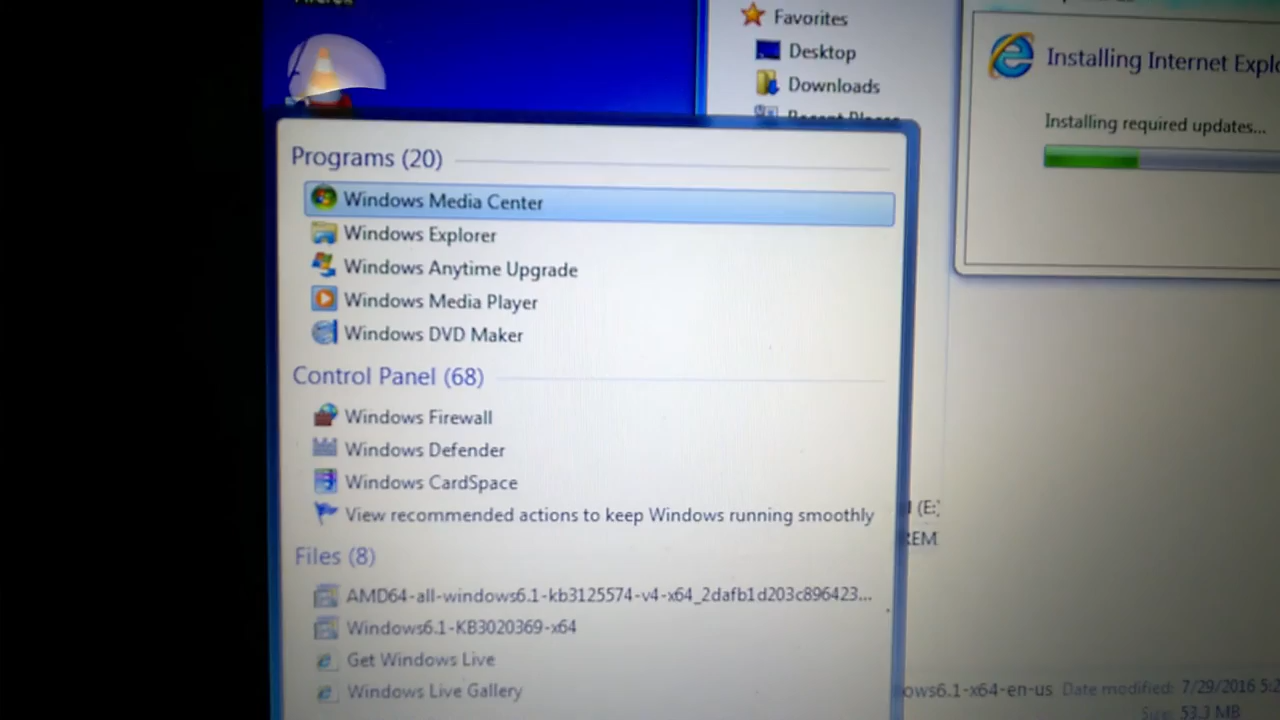 Favorites
Desktop
Downloads
Recent Places
Installing Internet
Installing required updates...
Programs (20)
Windows Media Center
Windows Explorer
Windows Anytime Upgrade
Windows Media Player
Windows DVD Maker
Control Panel (68)
Windows Firewall
Windows Defender
Windows CardSpace
View recommended actions to keep Windows running smoothly
Files (8)
AMD64-all-windows6.1-kb3125574-v4-x64_2dafb1d203c896423...
Windows6.1-KB3020369-x64
Get Windows Live
Windows Live Gallery
(E:)
REM
ows6.1-x64-en-us Date modified: 7/29/2016
Size: 53.3 MB